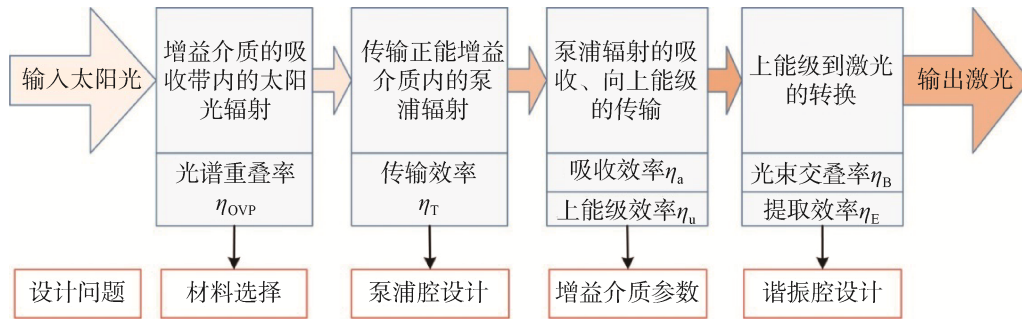 输入太阳光
增益介质的吸
收带内的太阳
光辐射
光谱重叠率
ηOVP
传输正能增益
介质内的泵
浦辐射
传输效率
ηT
泵浦辐射的吸
收、向上能级
的传输
吸收效率ηa
上能级效率ηu
上能级到激光
的转换
光束交叠率ηB
提取效率ηE
输出激光
设计问题
材料选择
泵浦腔设计
增益介质参数
谐振腔设计